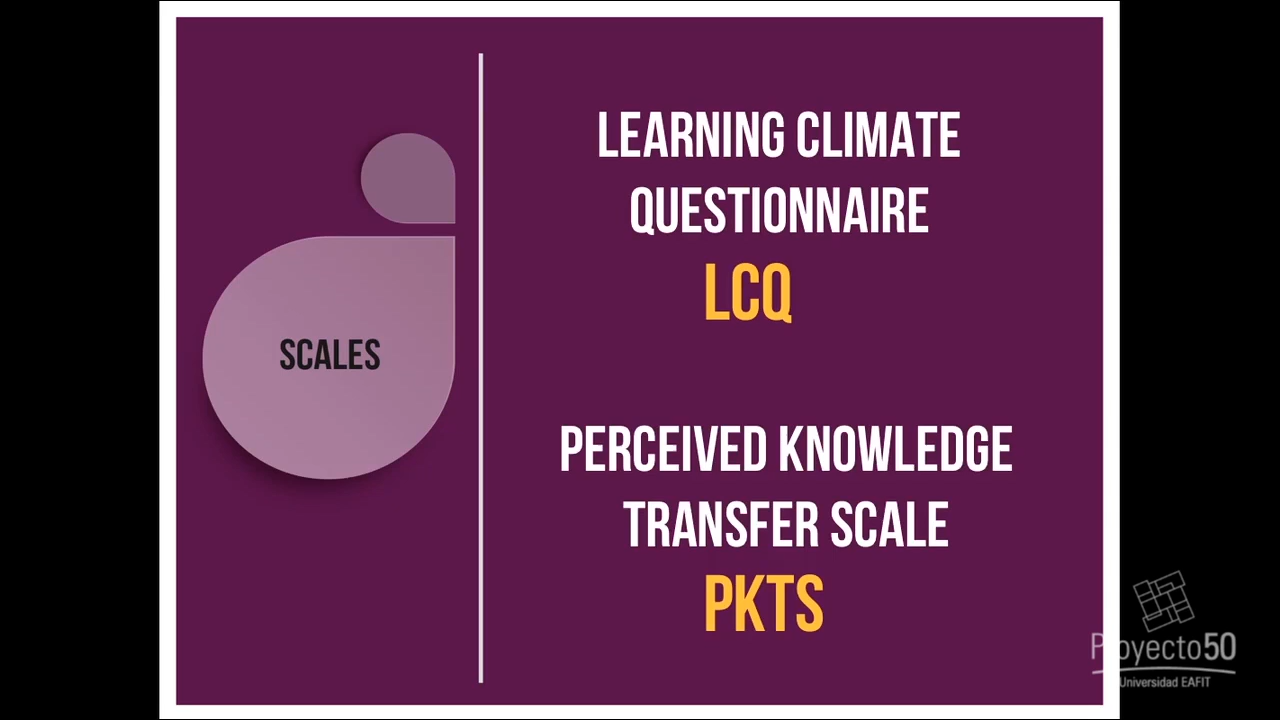 SCALES
LEARNING CLIMATE
QUESTIONNAIRE
LCQ
PERCEIVED KNOWLEDGE
TRANSFER SCALE
PKTS
Proyecto50
Universidad EAFIT